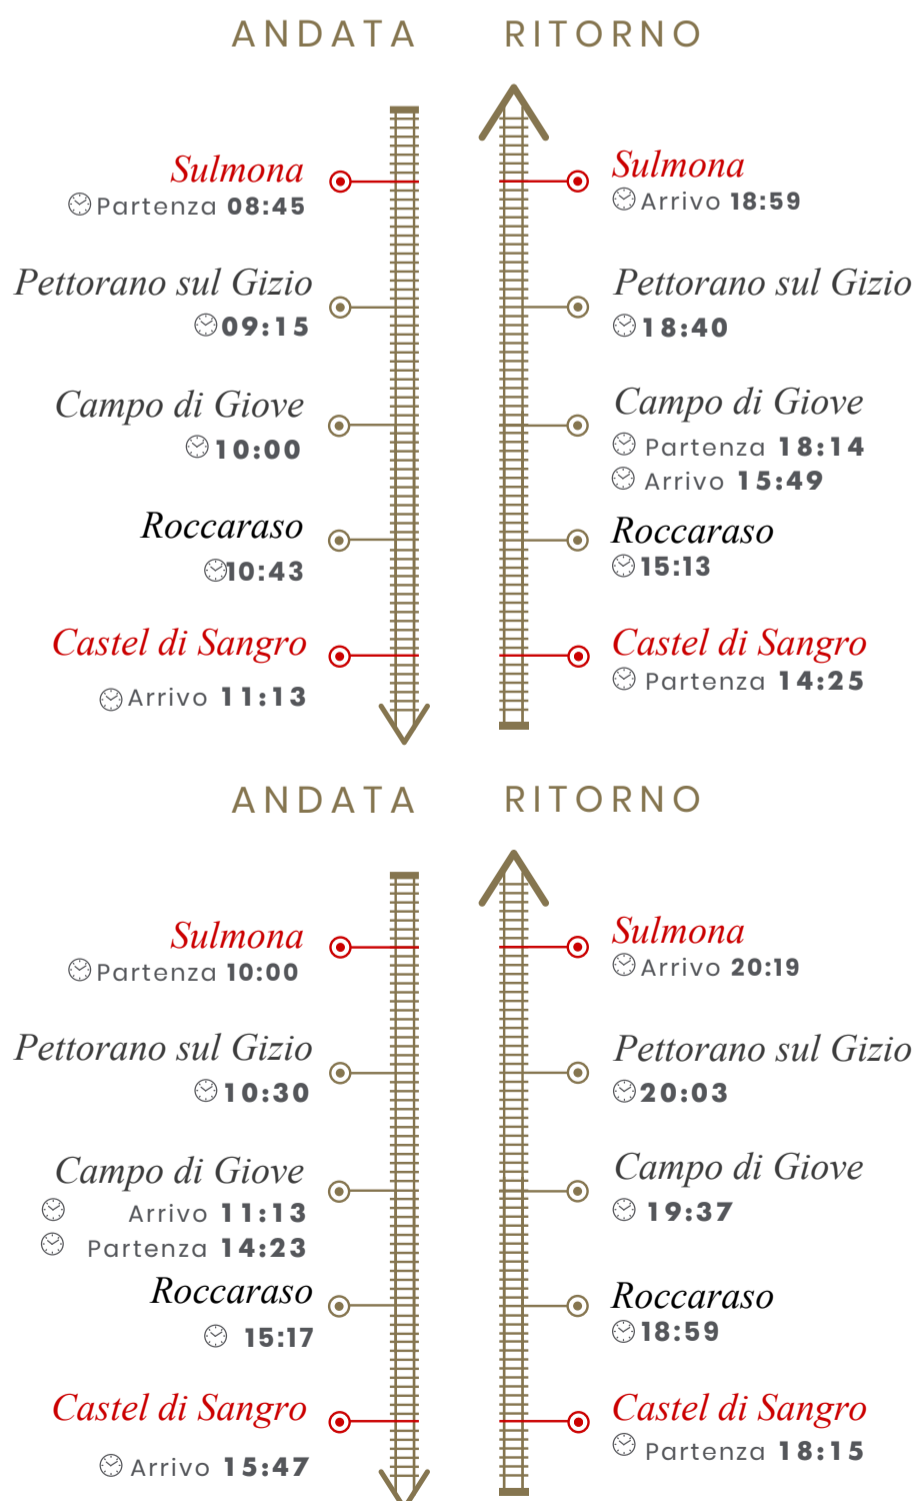 ANDATA
Sulmona
Partenza 08:45
Pettorano sul Gizio
09:15
Campo di Giove
10:00
Roccaraso
10:43
Castel di Sangro
Arrivo 11:13
RITORNO
Sulmona
Arrivo 18:59
Pettorano sul Gizio
18:40
Campo di Giove
Partenza 18:14
Arrivo 15:49
Roccaraso
15:13
Castel di Sangro
Partenza 14:25
ANDATA
Sulmona
Partenza 10:00
Pettorano sul Gizio
10:30
Campo di Giove
Arrivo 11:13
Partenza 14:23
Roccaraso
15:17
Castel di Sangro
Arrivo 15:47
RITORNO
Sulmona
Arrivo 20:19
Pettorano sul Gizio
20:03
Campo di Giove
19:37
Roccaraso
18:59
Castel di Sangro
Partenza 18:15